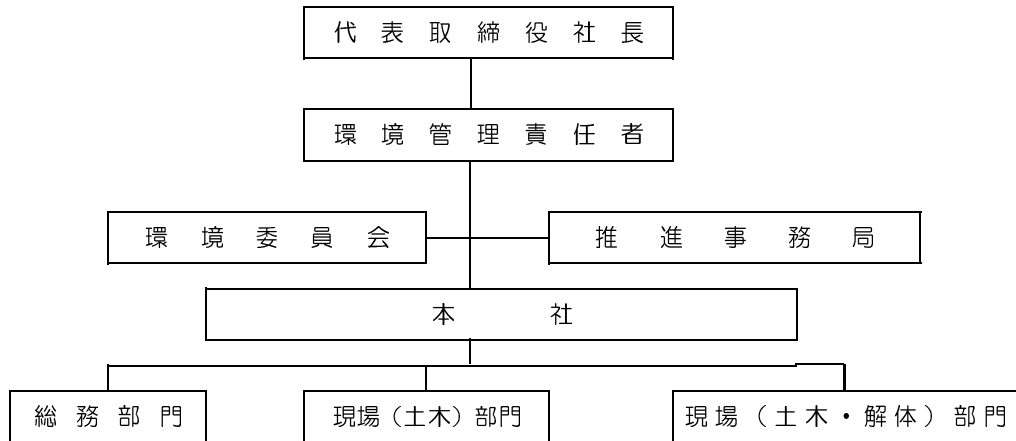 代表取締役社長
環境管理責任者
環境委員会
推進事務局
本社
総務部門
現場（土木）部門
現場（土木・解体）部門